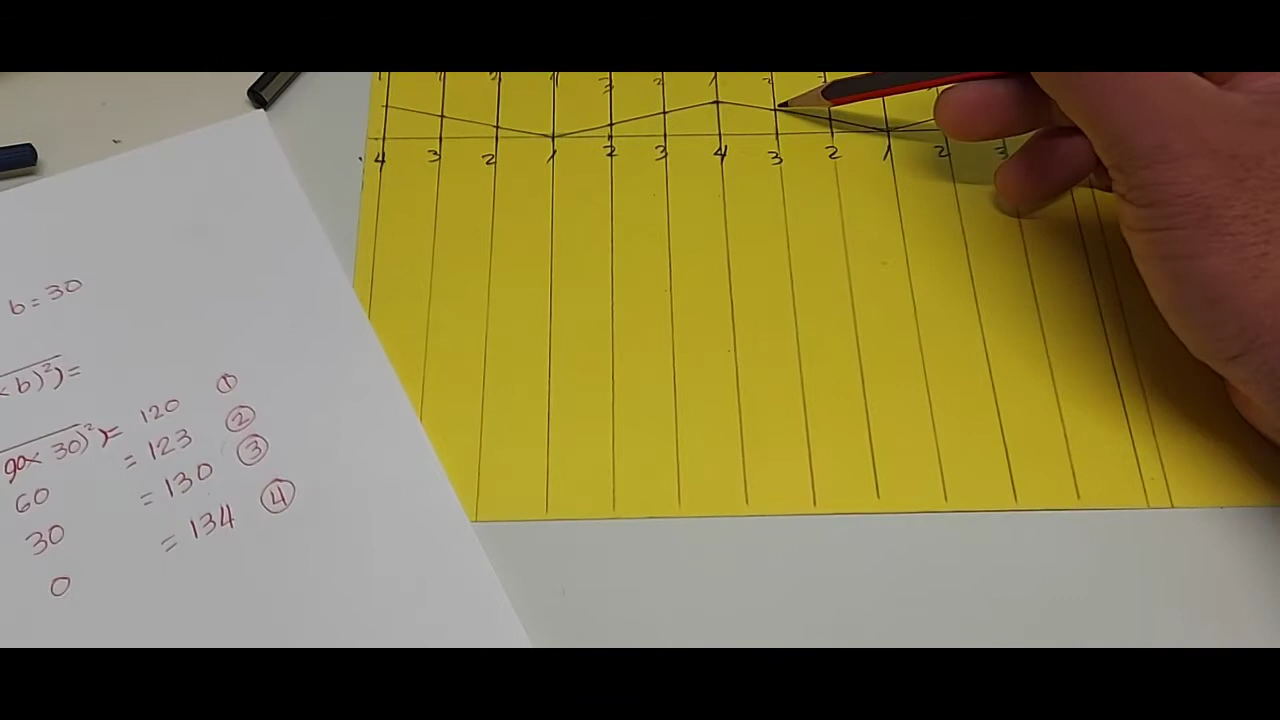 b = 30
× b)²) =
90× 30)²) = 120 ①
60 = 123 ②
30 = 130 ③
0 = 134 ④
4 3 2 1 2 3 4 3 2 1 2 3